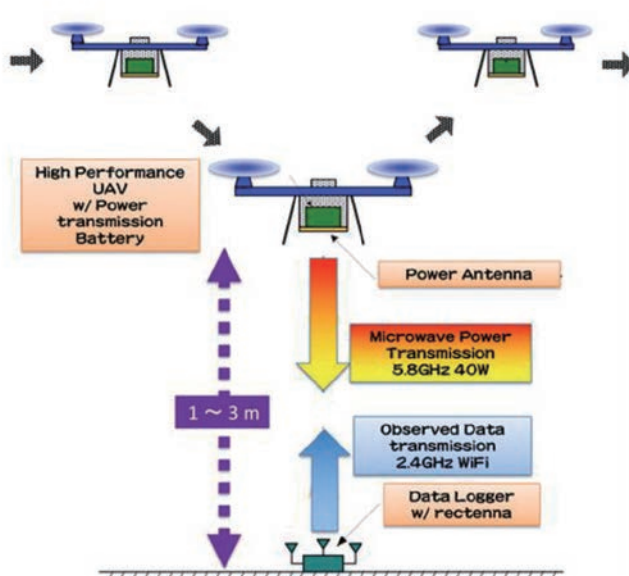 High Performance
UAV
w/ Power
transmission
Battery
Power Antenna
Microwave Power
Transmission
5.8GHz 40W
1 ～ 3 m
Observed Data
transmission
2.4GHz WiFi
Data Logger
w/ rectenna